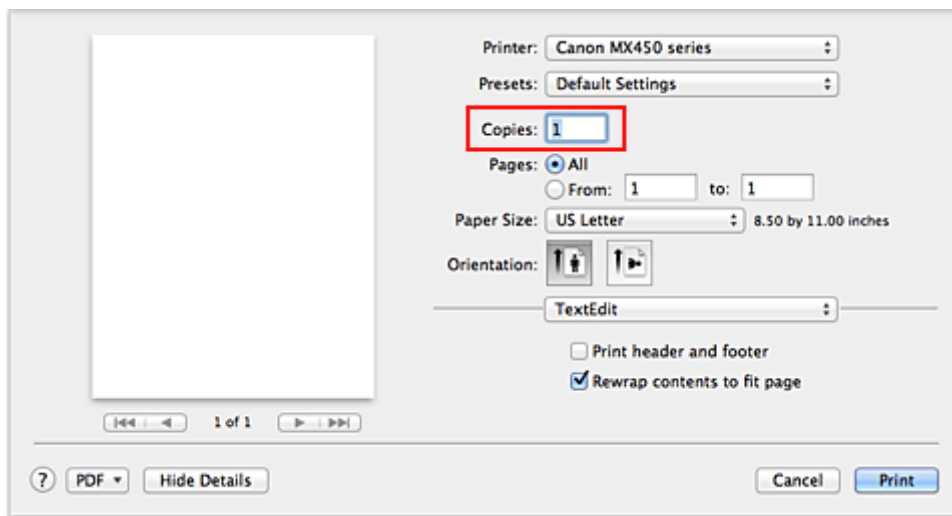 Printer: Canon MX450 series
Presets: Default Settings
Copies: 1
Pages: All
From: 1 to: 1
Paper Size: US Letter 8.50 by 11.00 inches
Orientation:
TextEdit
Print header and footer
Rewrap contents to fit page
1 of 1
? PDF Hide Details Cancel Print